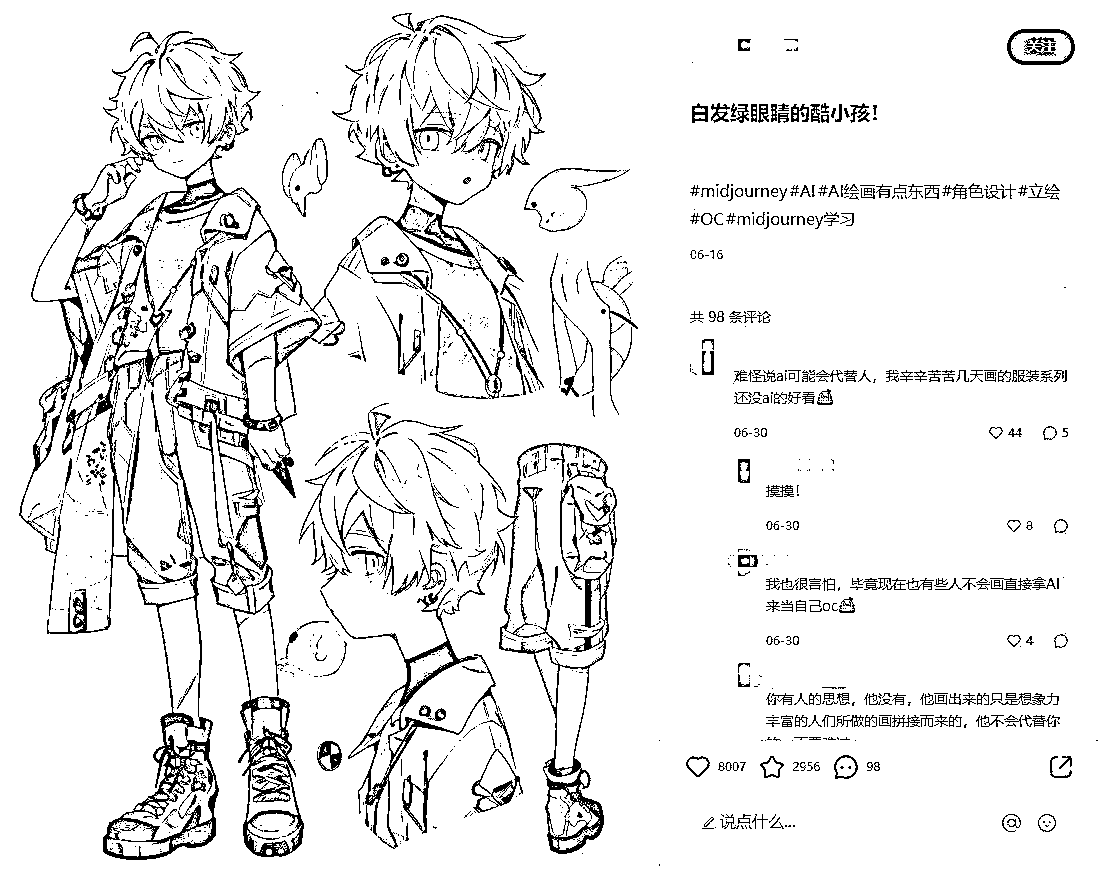 关注
白发绿眼睛的酷小孩!
#midjourney #AI #AI绘画有点东西 #角色设计 #立绘
#OC #midjourney学习
06-16
共 98 条评论
难怪说ai可能会代替人，我辛辛苦苦几天画的服装系列
还没ai的好看
06-30
44
5
摸摸!
06-30
8
我也很害怕，毕竟现在也有些人不会画直接拿AI
来当自己oc
06-30
4
你有人的思想，他没有，他画出来的只是想象力
丰富的人们所做的画拼接而来的，他不会代替你
8007
2956
98
说点什么...